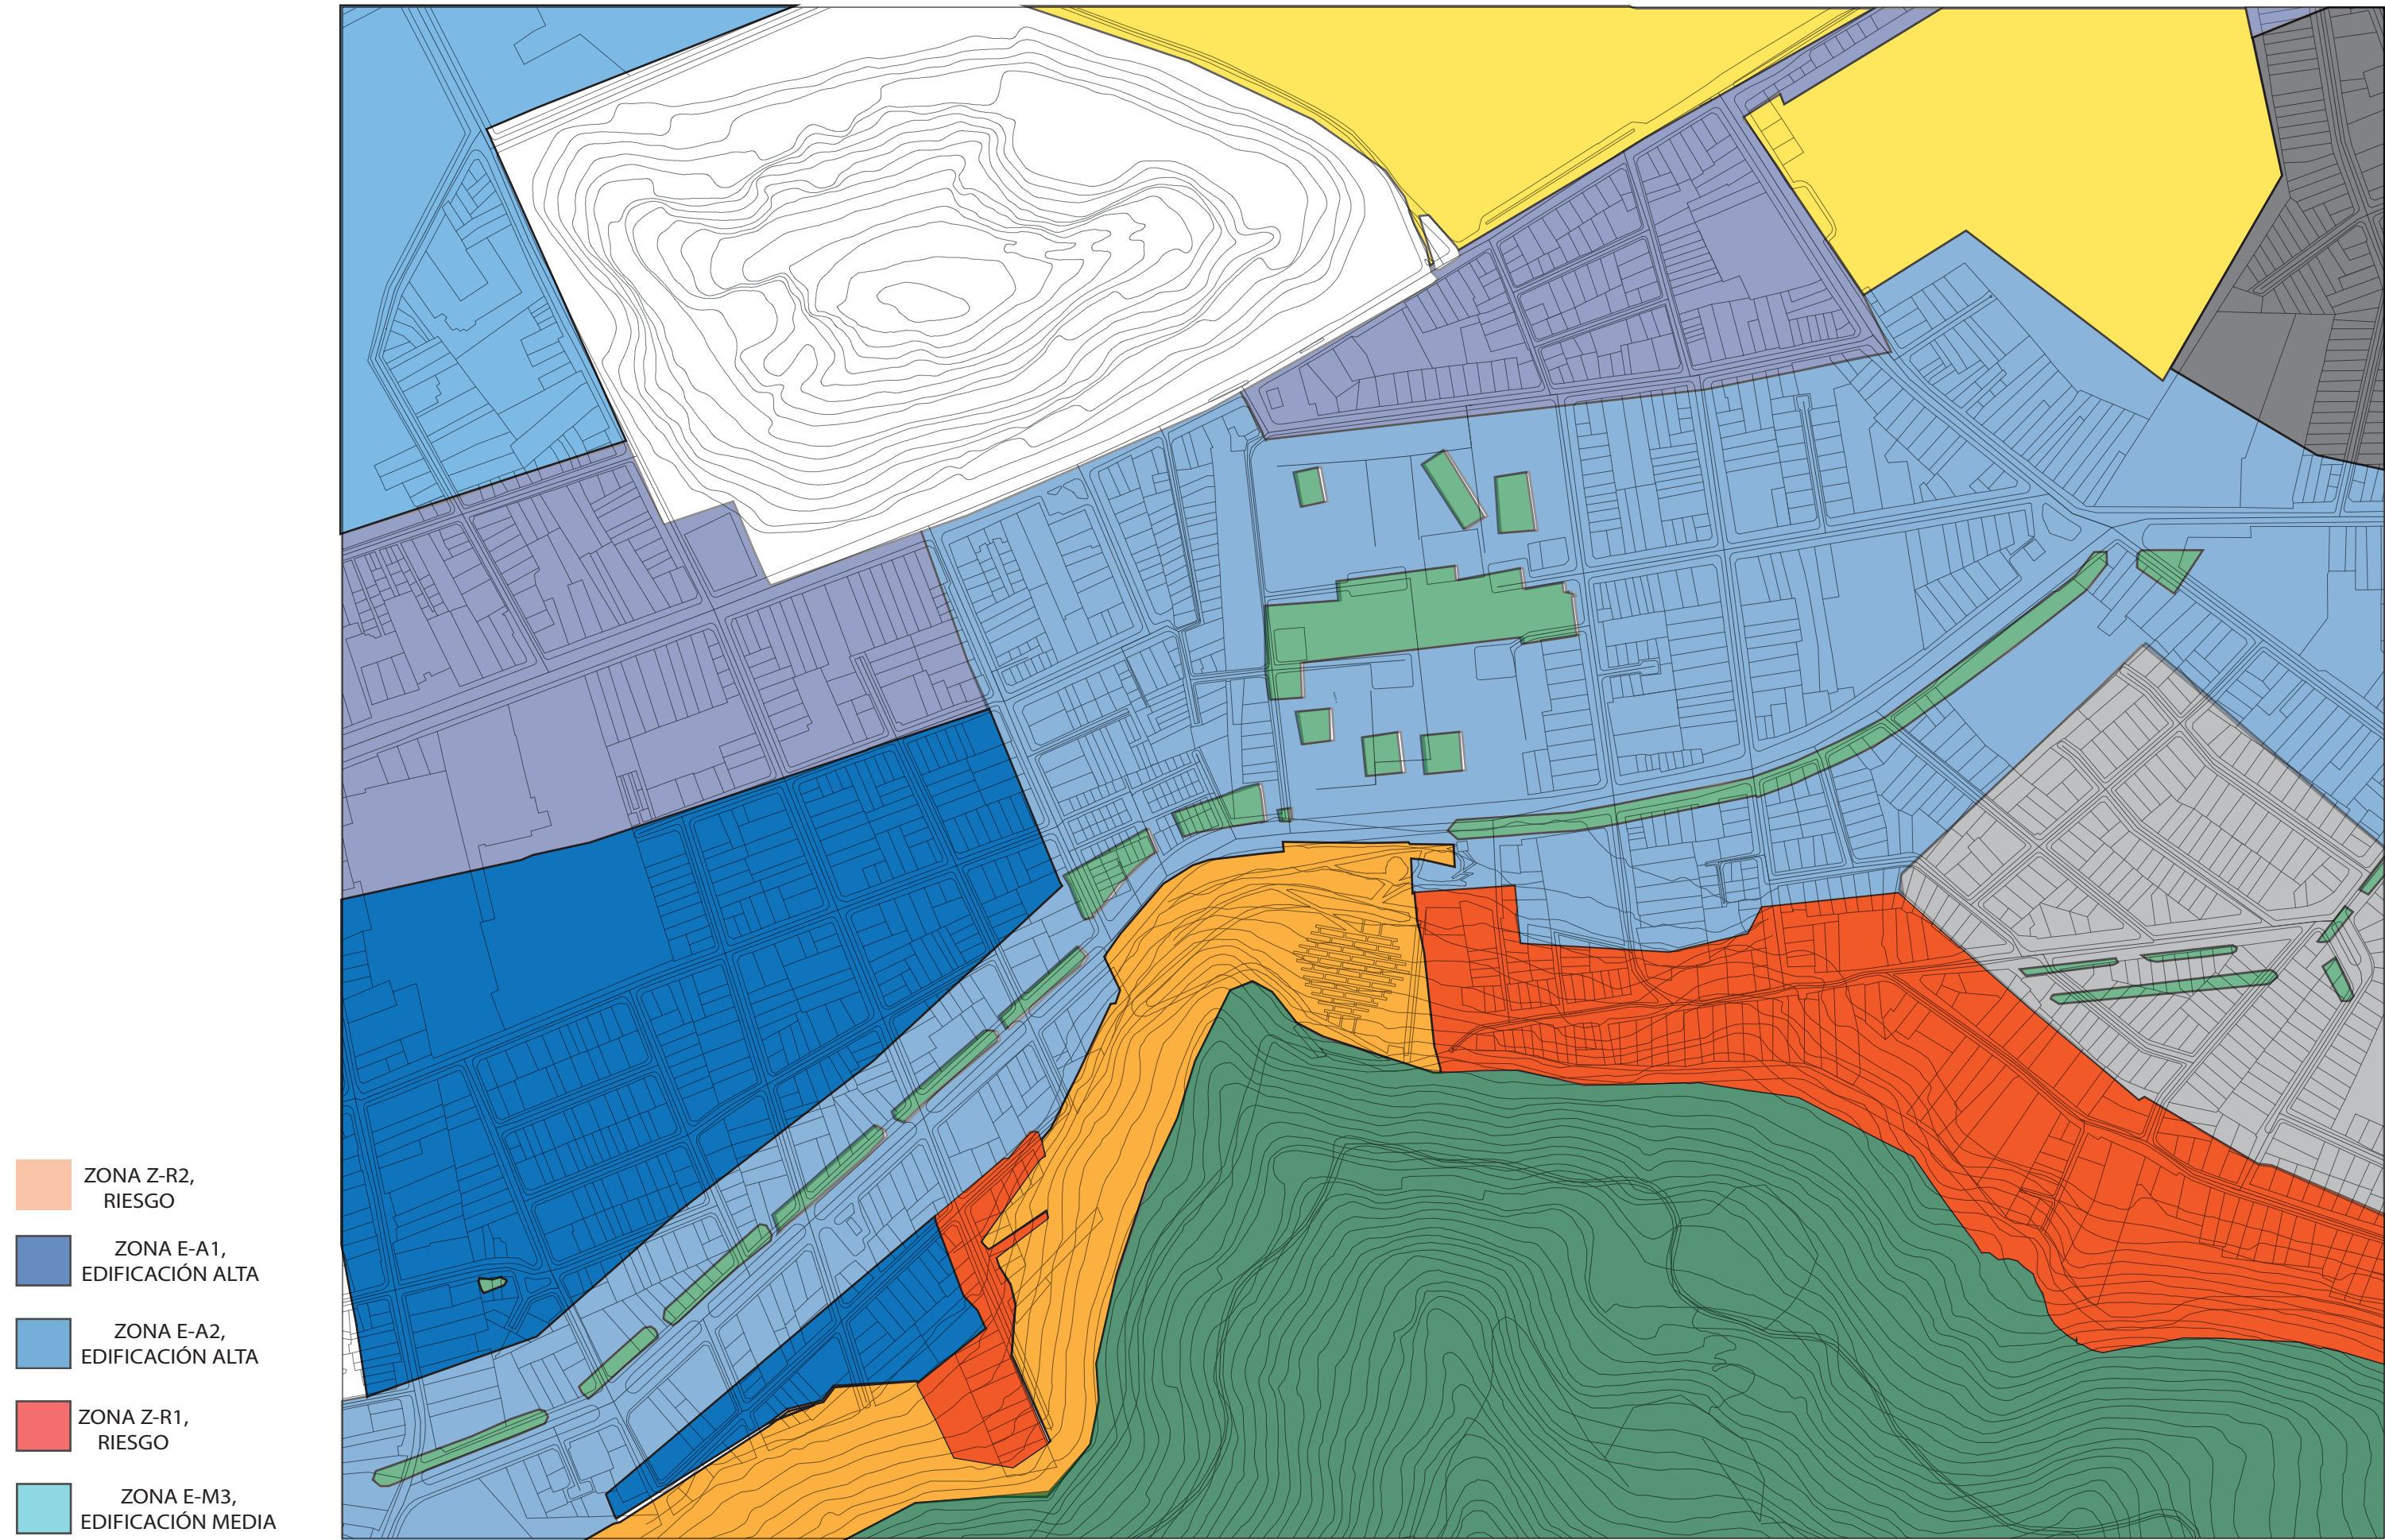 ZONA Z-R2,
RIESGO
ZONA E-A1,
EDIFICACIÓN ALTA
ZONA E-A2,
EDIFICACIÓN ALTA
ZONA Z-R1,
RIESGO
ZONA E-M3,
EDIFICACIÓN MEDIA